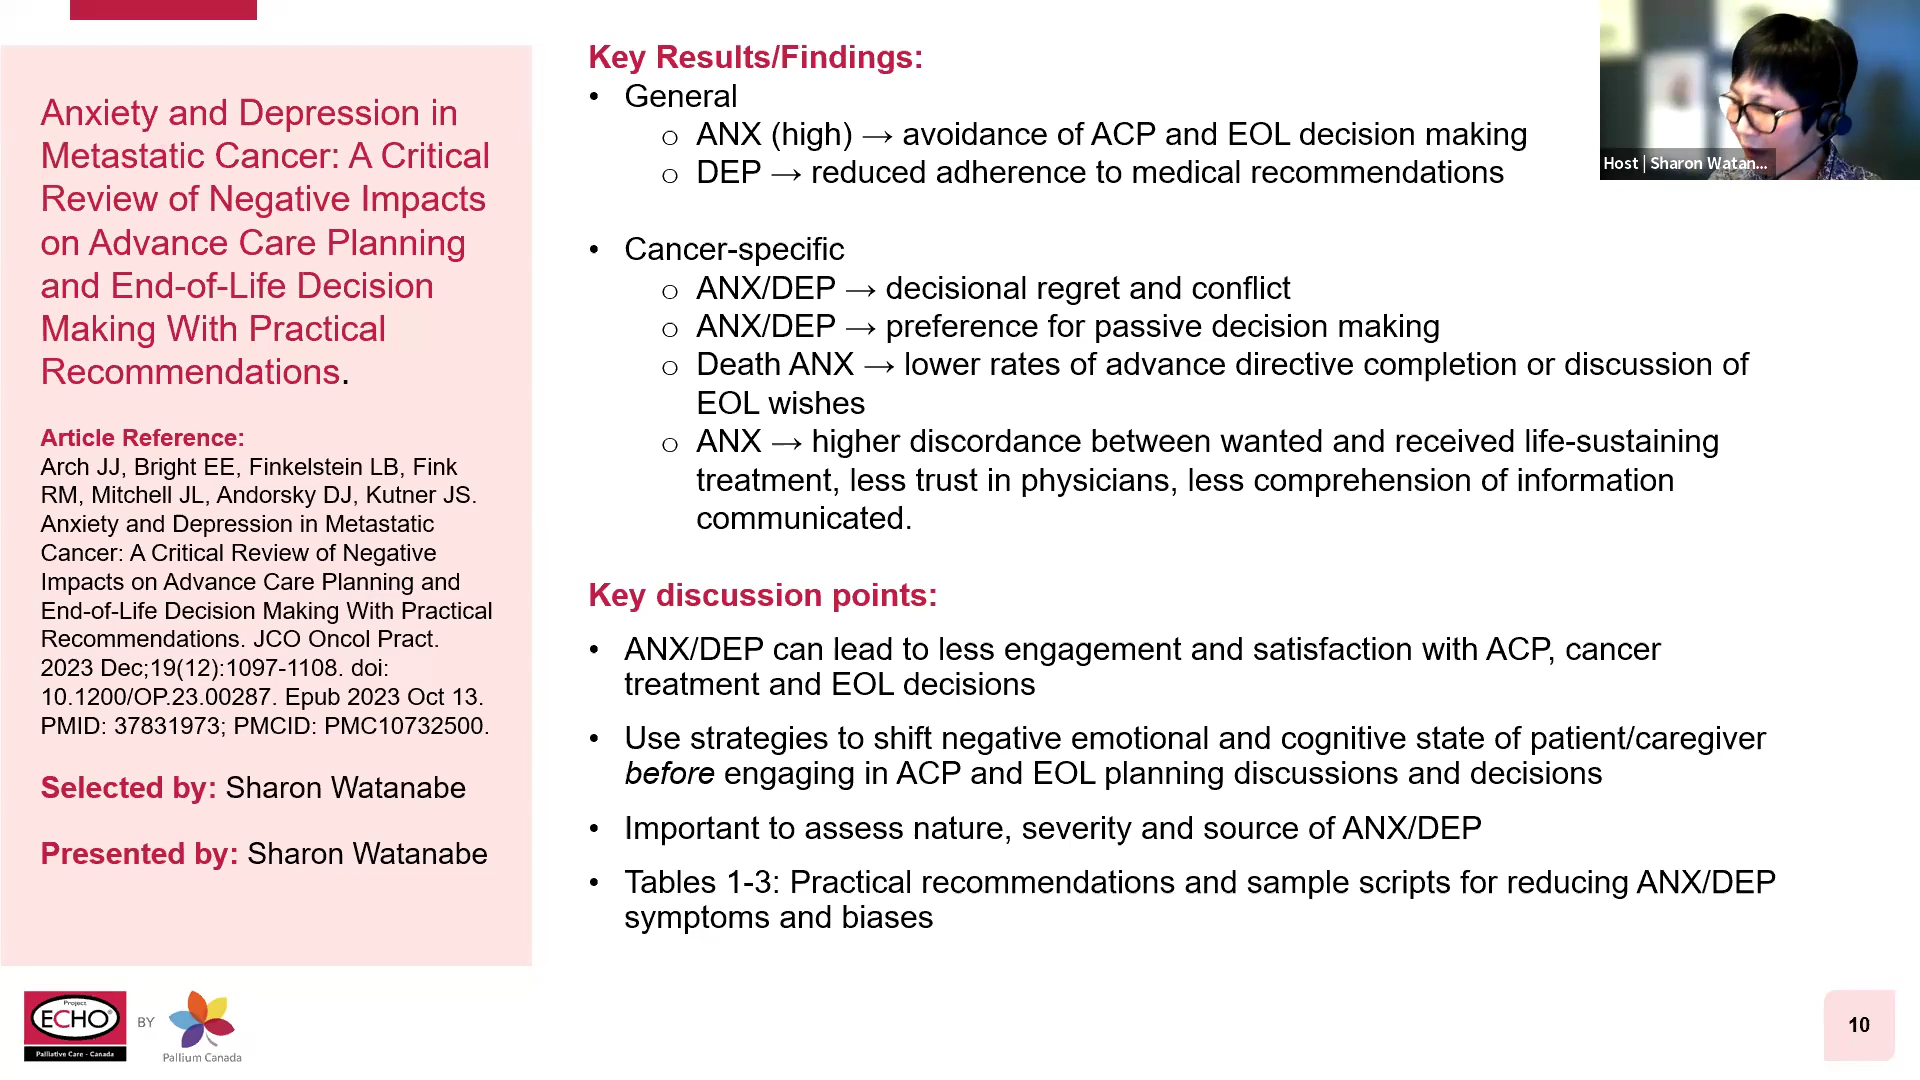 Anxiety and Depression in
Metastatic Cancer: A Critical
Review of Negative Impacts
on Advance Care Planning
and End-of-Life Decision
Making With Practical
Recommendations.
Article Reference:
Arch JJ, Bright EE, Finkelstein LB, Fink
RM, Mitchell JL, Andorsky DJ, Kutner JS.
Anxiety and Depression in Metastatic
Cancer: A Critical Review of Negative
Impacts on Advance Care Planning and
End-of-Life Decision Making With Practical
Recommendations. JCO Oncol Pract.
2023 Dec;19(12):1097-1108. doi:
10.1200/OP.23.00287. Epub 2023 Oct 13.
PMID: 37831973; PMCID: PMC10732500.
Selected by: Sharon Watanabe
Presented by: Sharon Watanabe
Key Results/Findings:
• General
o ANX (high) → avoidance of ACP and EOL decision making
o DEP → reduced adherence to medical recommendations
• Cancer-specific
o ANX/DEP → decisional regret and conflict
o ANX/DEP → preference for passive decision making
o Death ANX → lower rates of advance directive completion or discussion of
EOL wishes
o ANX → higher discordance between wanted and received life-sustaining
treatment, less trust in physicians, less comprehension of information
communicated.
Key discussion points:
• ANX/DEP can lead to less engagement and satisfaction with ACP, cancer
treatment and EOL decisions
• Use strategies to shift negative emotional and cognitive state of patient/caregiver
before engaging in ACP and EOL planning discussions and decisions
• Important to assess nature, severity and source of ANX/DEP
• Tables 1-3: Practical recommendations and sample scripts for reducing ANX/DEP
symptoms and biases
Host | Sharon Watan...
Project
ECHO®
Palliative Care - Canada
BY
Pallium Canada
10